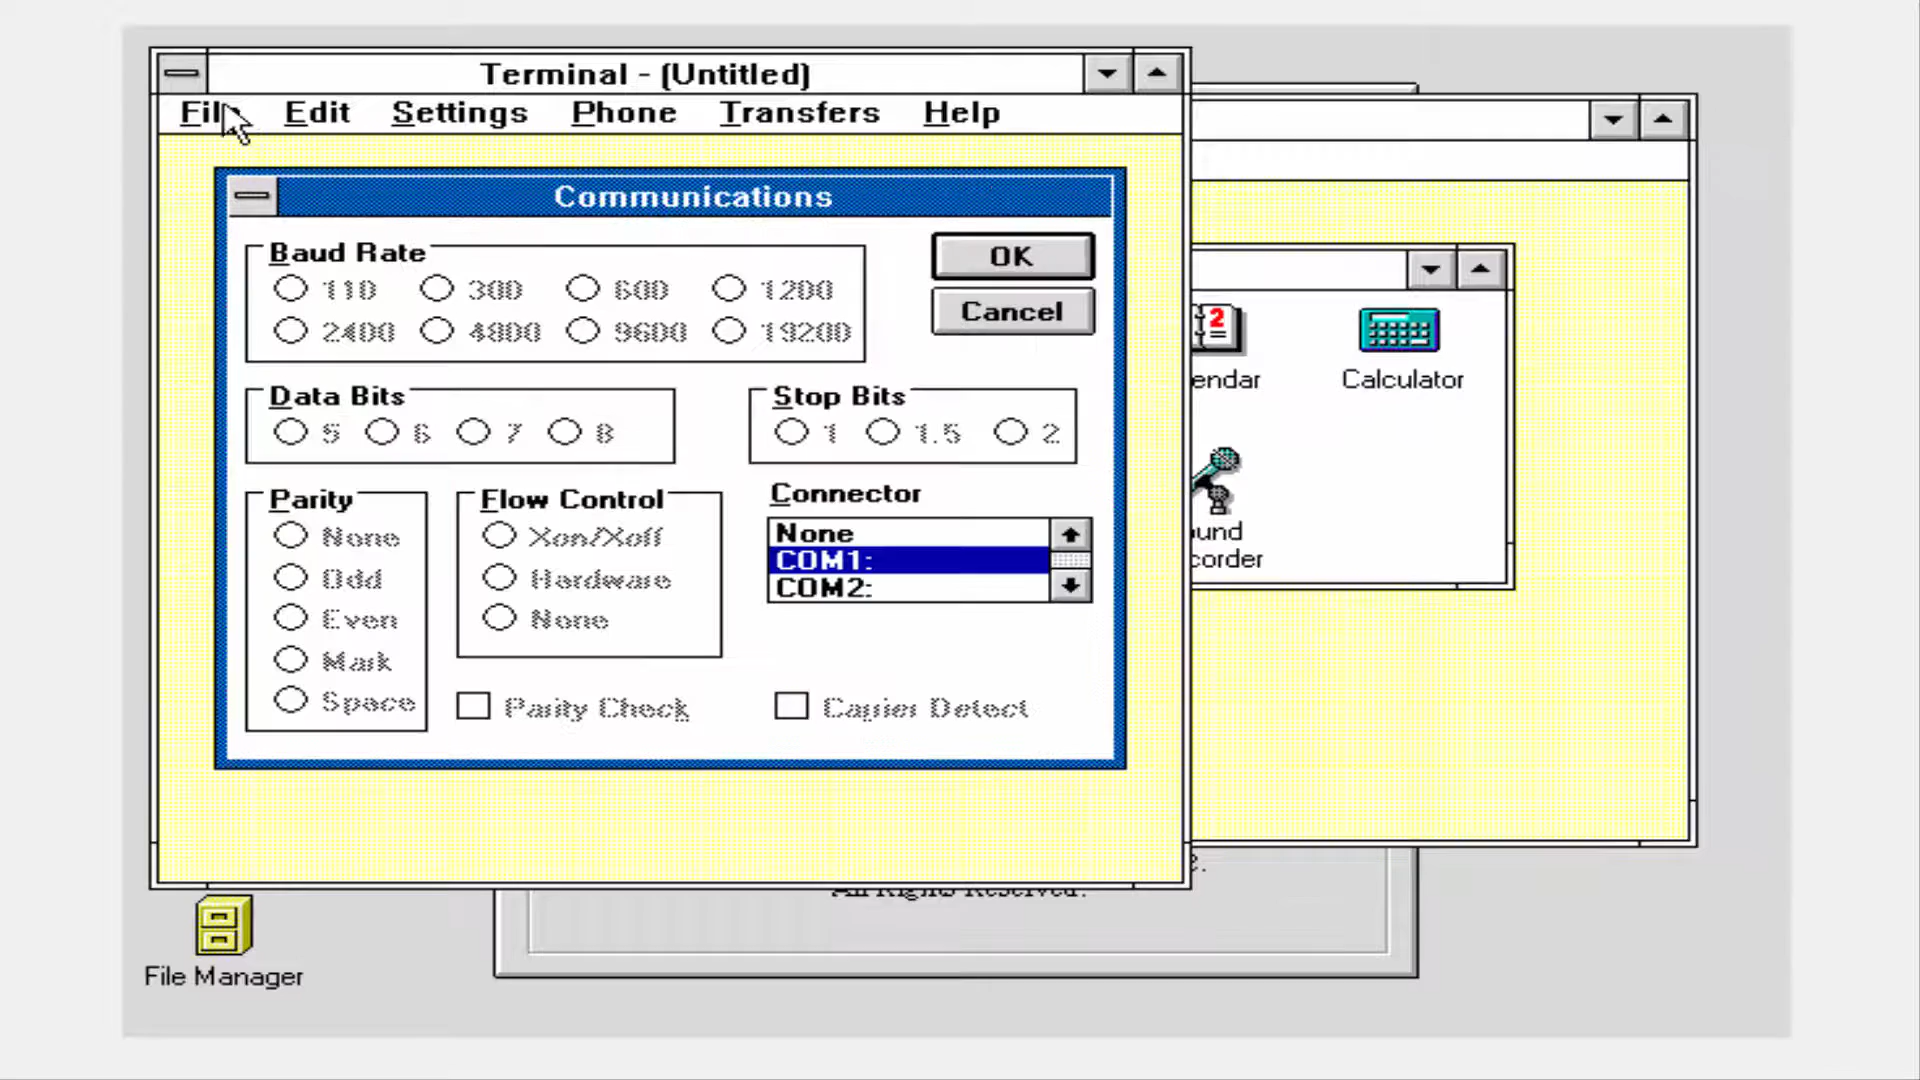 Terminal - (Untitled)
File Edit Settings Phone Transfers Help
Communications
Baud Rate
110 300 600 1200
2400 4800 9600 19200
OK
Cancel
Data Bits
5 6 7 8
Stop Bits
1 1.5 2
Parity
None
Odd
Even
Mark
Space
Flow Control
Xon/Xoff
Hardware
None
Connector
None
COM1:
COM2:
Parity Check
Carrier Detect
2
endar
Calculator
und
corder
All Rights Reserved.
File Manager